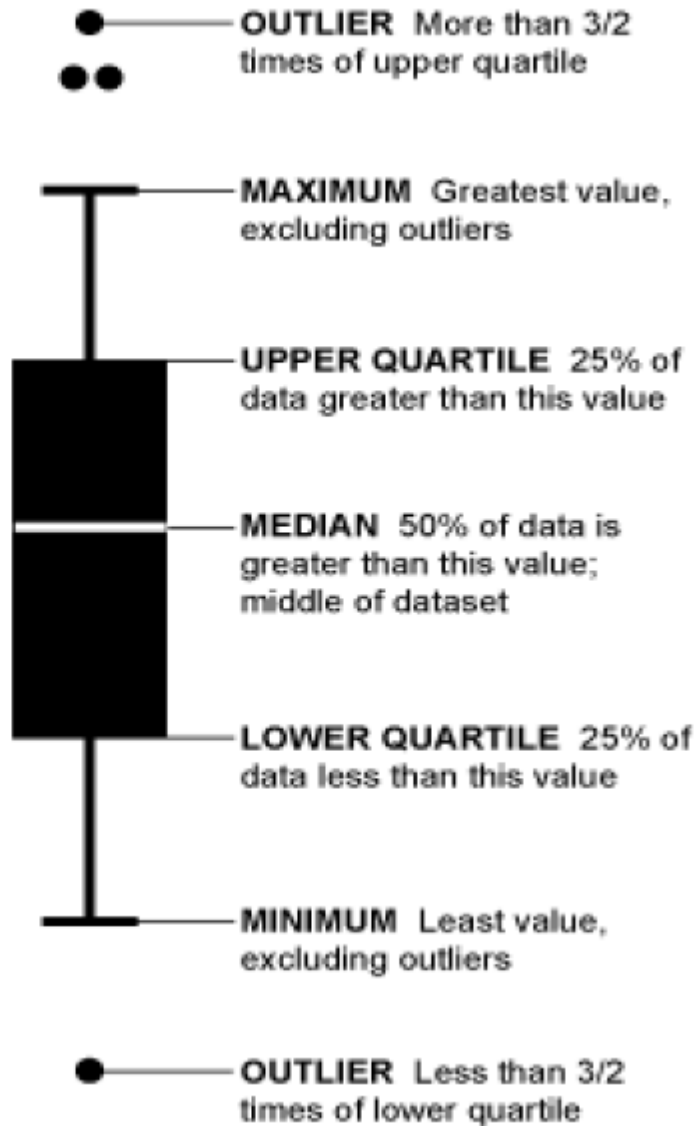 OUTLIER More than 3/2
times of upper quartile
MAXIMUM Greatest value,
excluding outliers
UPPER QUARTILE 25% of
data greater than this value
MEDIAN 50% of data is
greater than this value;
middle of dataset
LOWER QUARTILE 25% of
data less than this value
MINIMUM Least value,
excluding outliers
OUTLIER Less than 3/2
times of lower quartile